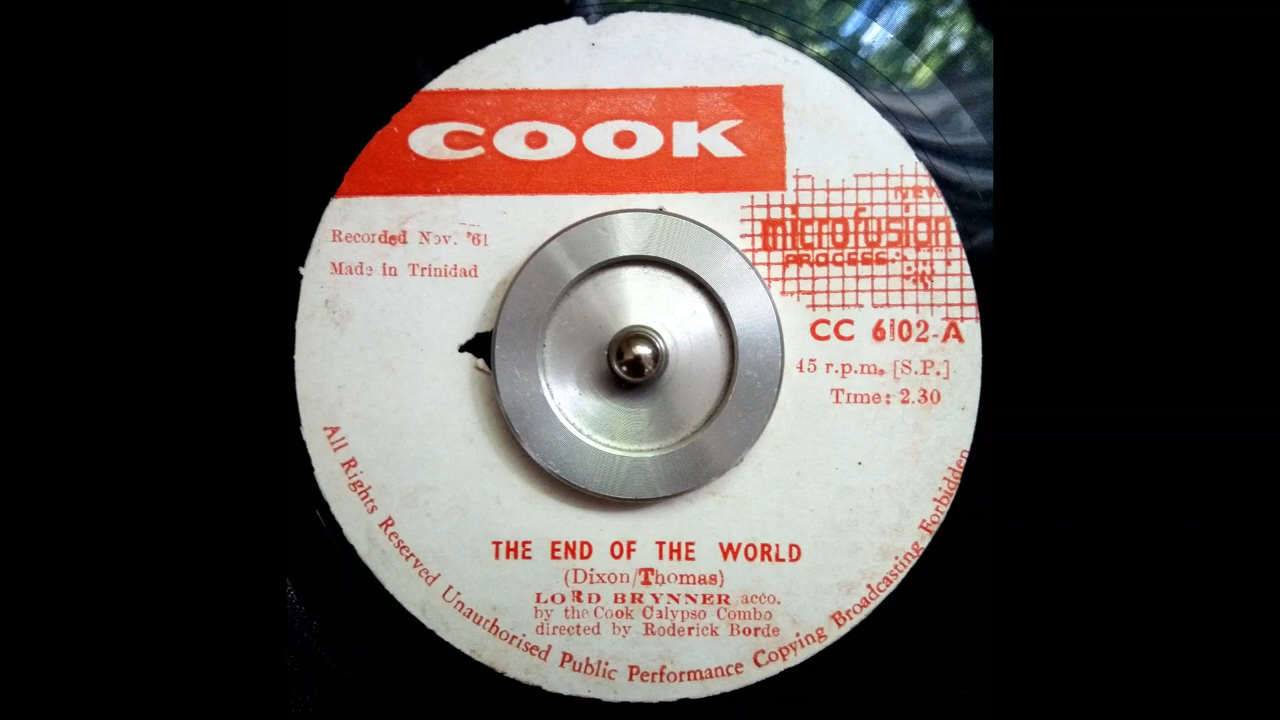 COOK
NEW
microfusion
PROCESS
Recorded Nov. '61
Made in Trinidad
CC 6102-A
45 r.p.m. [S.P.]
Time: 2.30
THE END OF THE WORLD
(Dixon/Thomas)
LORD BRYNNER acco.
by the Cook Calypso Combo
directed by Roderick Borde
All Rights Reserved Unauthorised Public Performance Copying Broadcasting Forbidden